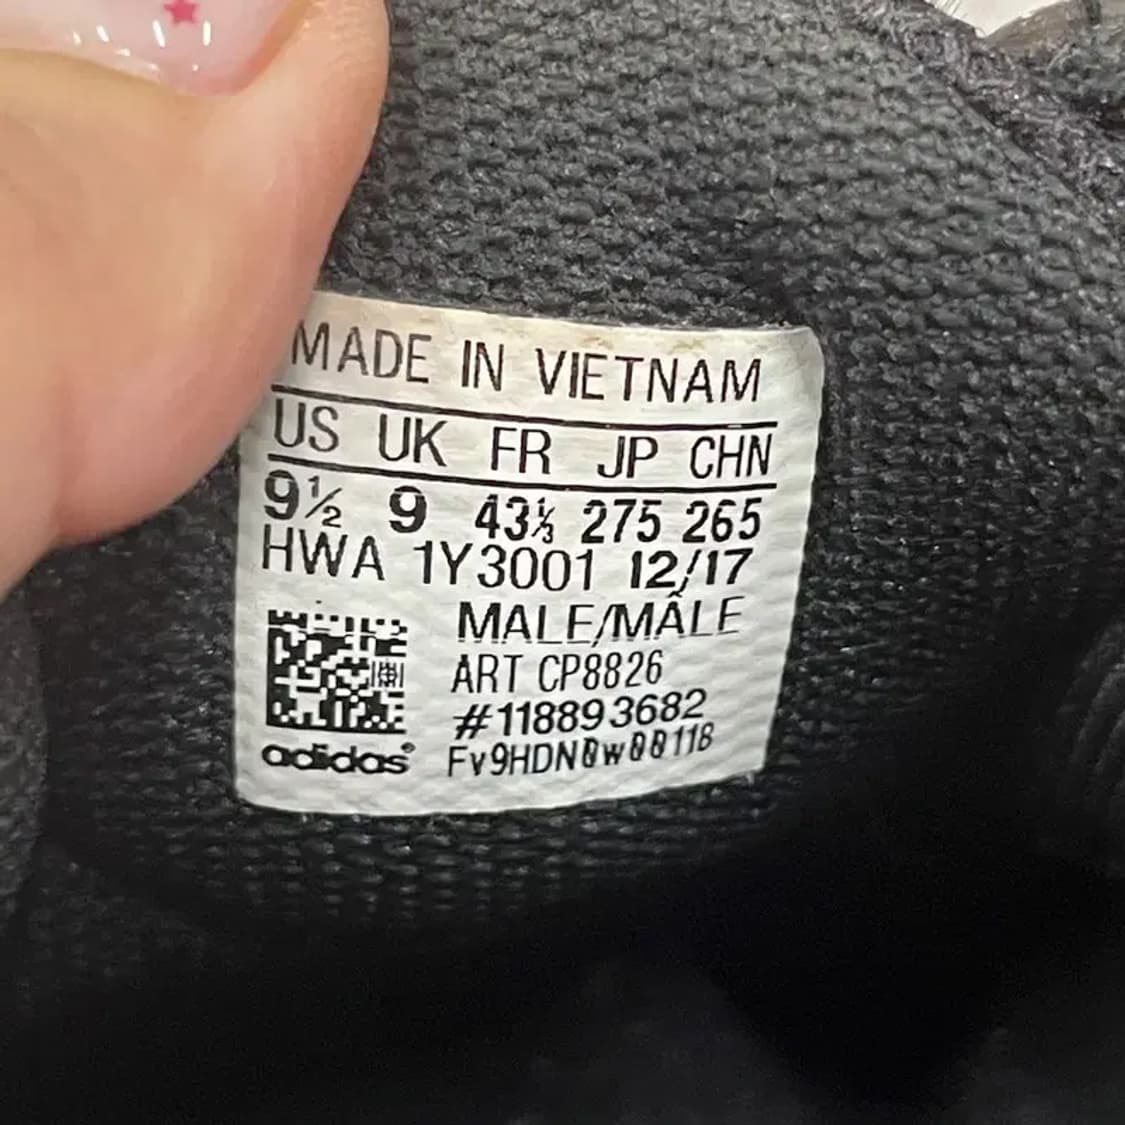 MADE IN VIETNAM
US UK FR JP CHN
9½ 9 43⅓ 275 265
HWA 1Y3001 12/17
MALE/MÂLE
ART CP8826
#118893682
adidas® Fv9HDN0w00118